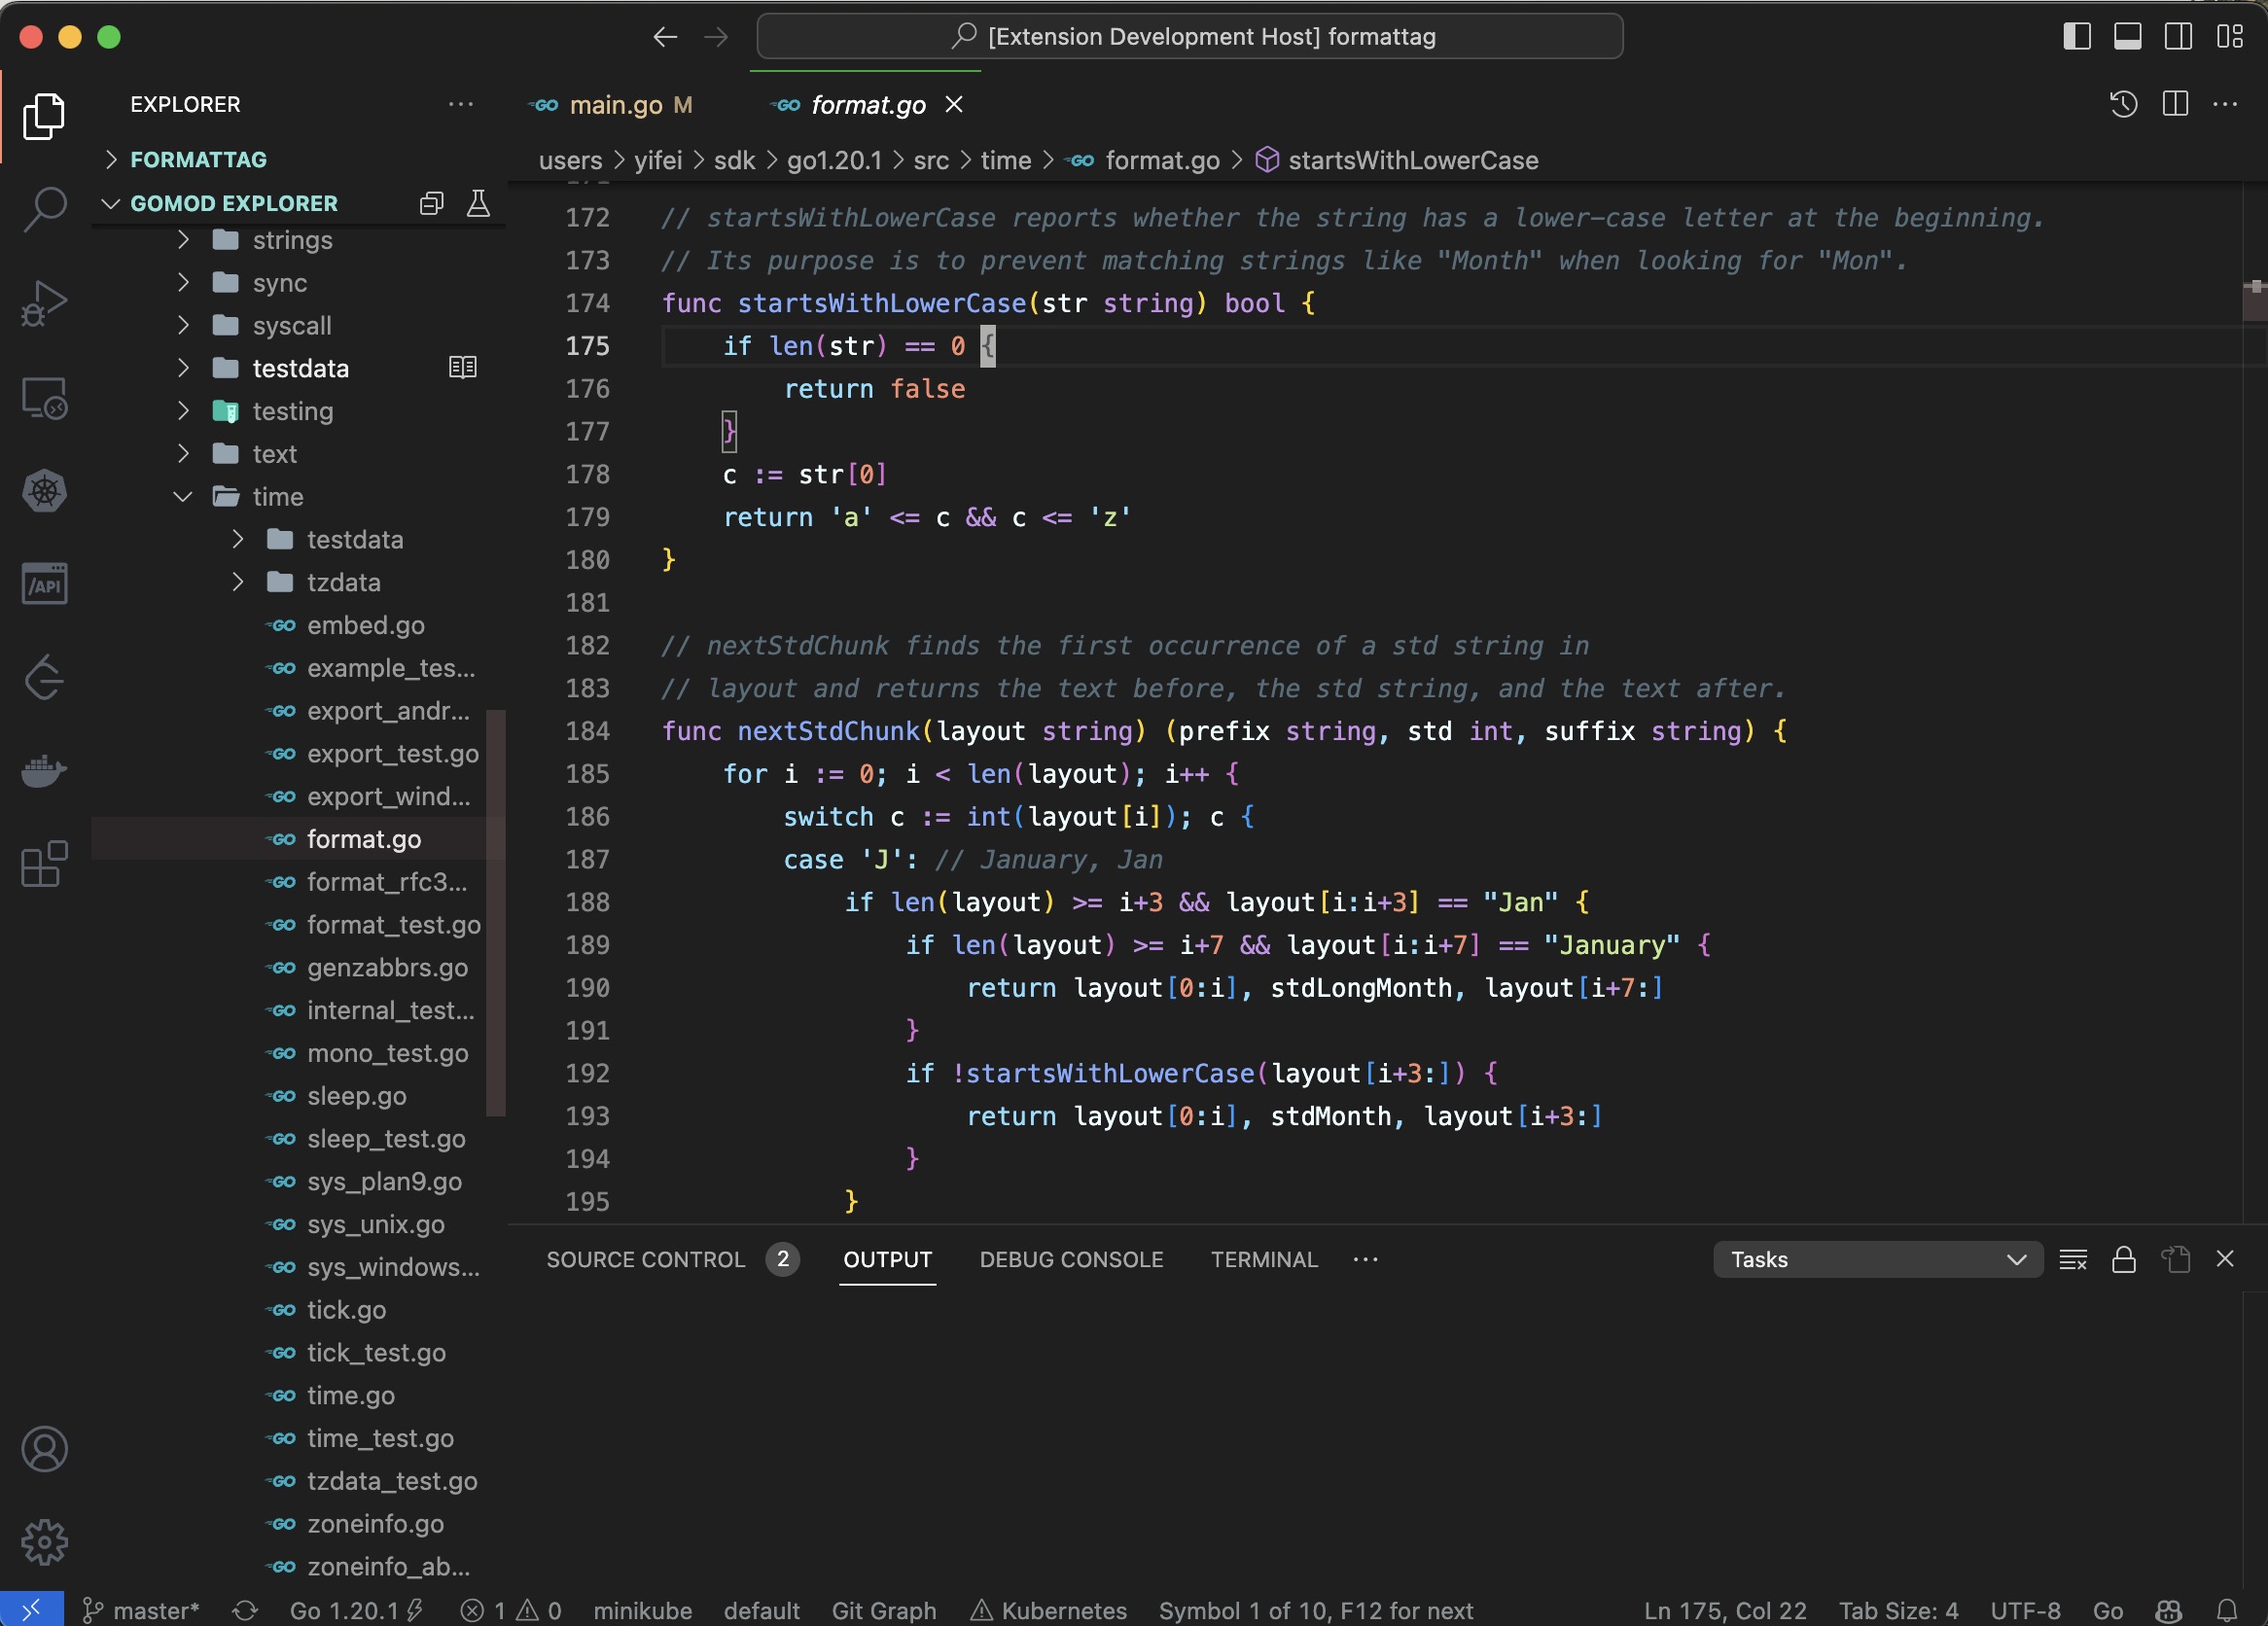 [Extension Development Host] formattag
EXPLORER
FORMATTAG
GOMOD EXPLORER
strings
sync
syscall
testdata
testing
text
time
testdata
tzdata
embed.go
example_tes...
export_andr...
export_test.go
export_wind...
format.go
format_rfc3...
format_test.go
genzabbrs.go
internal_test...
mono_test.go
sleep.go
sleep_test.go
sys_plan9.go
sys_unix.go
sys_windows...
tick.go
tick_test.go
time.go
time_test.go
tzdata_test.go
zoneinfo.go
zoneinfo_ab...
main.go M
format.go
users > yifei > sdk > go1.20.1 > src > time > format.go > startsWithLowerCase
172 // startsWithLowerCase reports whether the string has a lower-case letter at the beginning.
173 // Its purpose is to prevent matching strings like "Month" when looking for "Mon".
174 func startsWithLowerCase(str string) bool {
175 if len(str) == 0 {
176 return false
177 }
178 c := str[0]
179 return 'a' <= c && c <= 'z'
180 }
181
182 // nextStdChunk finds the first occurrence of a std string in
183 // layout and returns the text before, the std string, and the text after.
184 func nextStdChunk(layout string) (prefix string, std int, suffix string) {
185 for i := 0; i < len(layout); i++ {
186 switch c := int(layout[i]); c {
187 case 'J': // January, Jan
188 if len(layout) >= i+3 && layout[i:i+3] == "Jan" {
189 if len(layout) >= i+7 && layout[i:i+7] == "January" {
190 return layout[0:i], stdLongMonth, layout[i+7:]
191 }
192 if !startsWithLowerCase(layout[i+3:]) {
193 return layout[0:i], stdMonth, layout[i+3:]
194 }
195 }
SOURCE CONTROL 2 OUTPUT DEBUG CONSOLE TERMINAL ... Tasks
/API
master* Go 1.20.1 1 0 minikube default Git Graph Kubernetes Symbol 1 of 10, F12 for next Ln 175, Col 22 Tab Size: 4 UTF-8 Go